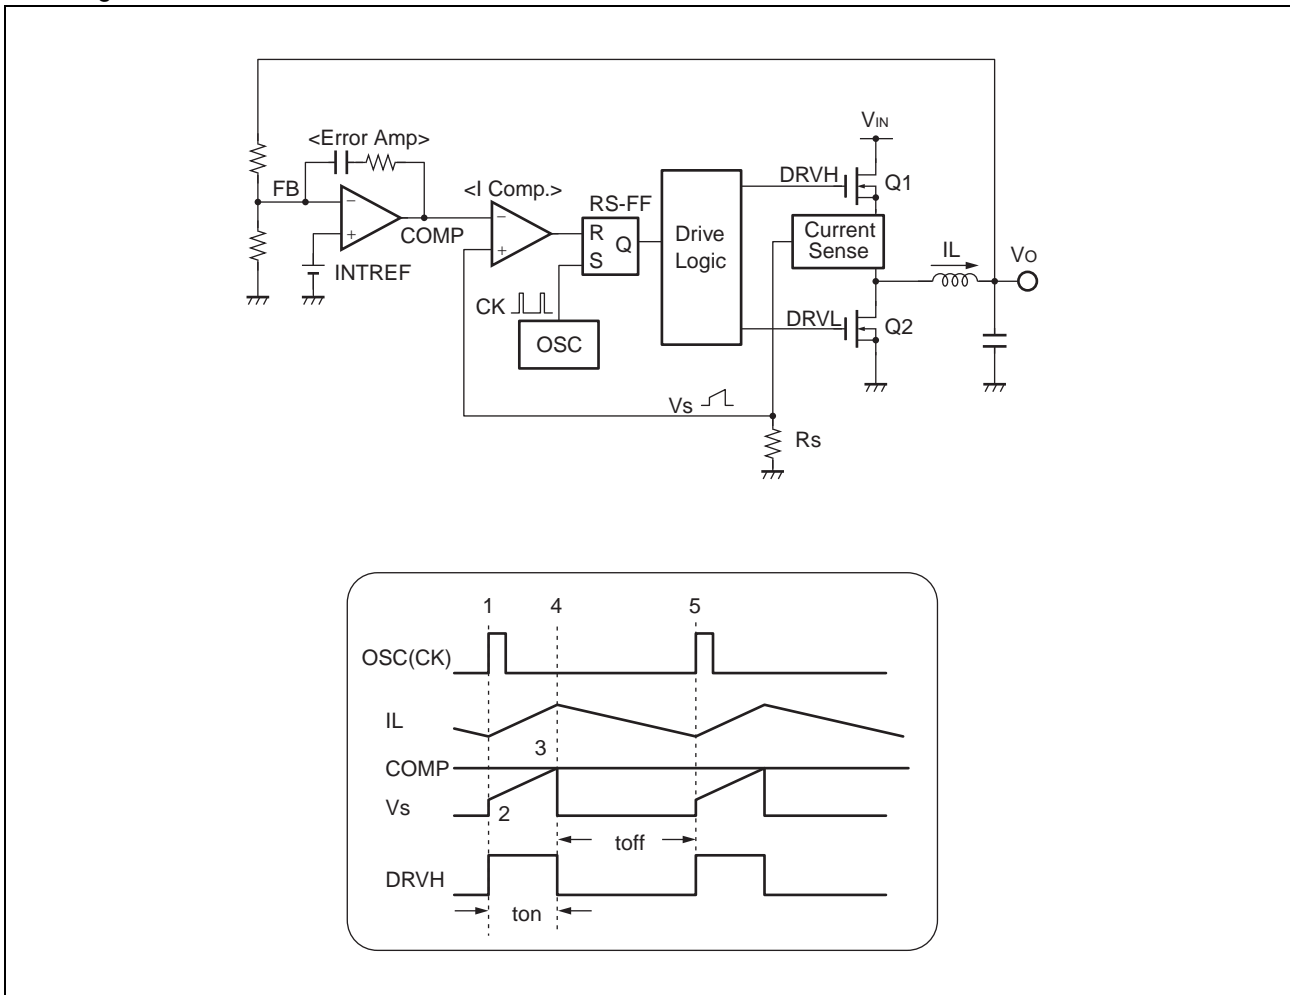 <Error Amp>
VIN
DRVH
Q1
FB
<I Comp.>
RS-FF
−
+
COMP
INTREF
−
+
R
S
Q
Drive
Logic
Current
Sense
IL
VO
CK
OSC
DRVL
Q2
Vs
Rs
1
4
5
OSC(CK)
IL
3
COMP
Vs
2
toff
DRVH
ton